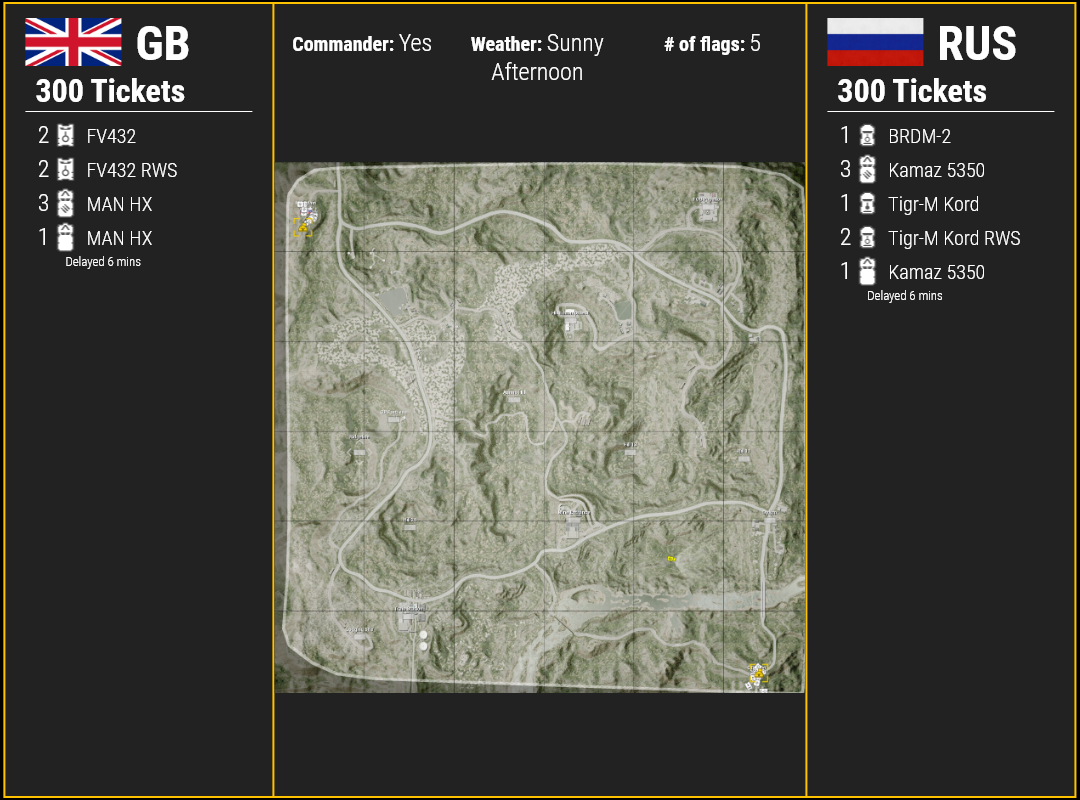 GB
300 Tickets
2 FV432
2 FV432 RWS
3 MAN HX
1 MAN HX
Delayed 6 mins
Commander: Yes
Weather: Sunny
Afternoon
# of flags: 5
RUS
300 Tickets
1 BRDM-2
3 Kamaz 5350
1 Tigr-M Kord
2 Tigr-M Kord RWS
1 Kamaz 5350
Delayed 6 mins